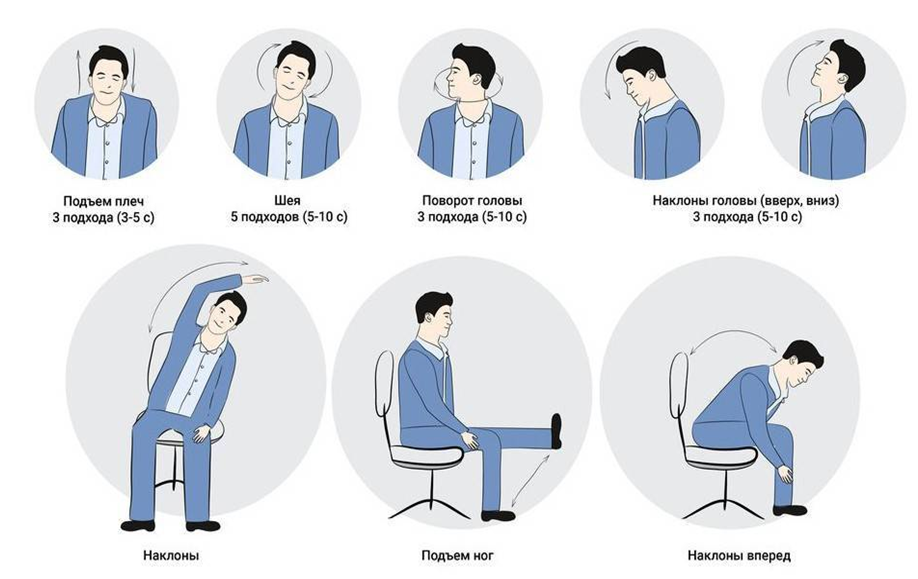 Подъем плеч
3 подхода (3-5 с)
Шея
5 подходов (5-10 с)
Поворот головы
3 подхода (5-10 с)
Наклоны головы (вверх, вниз)
3 подхода (5-10 с)
Наклоны
Подъем ног
Наклоны вперед